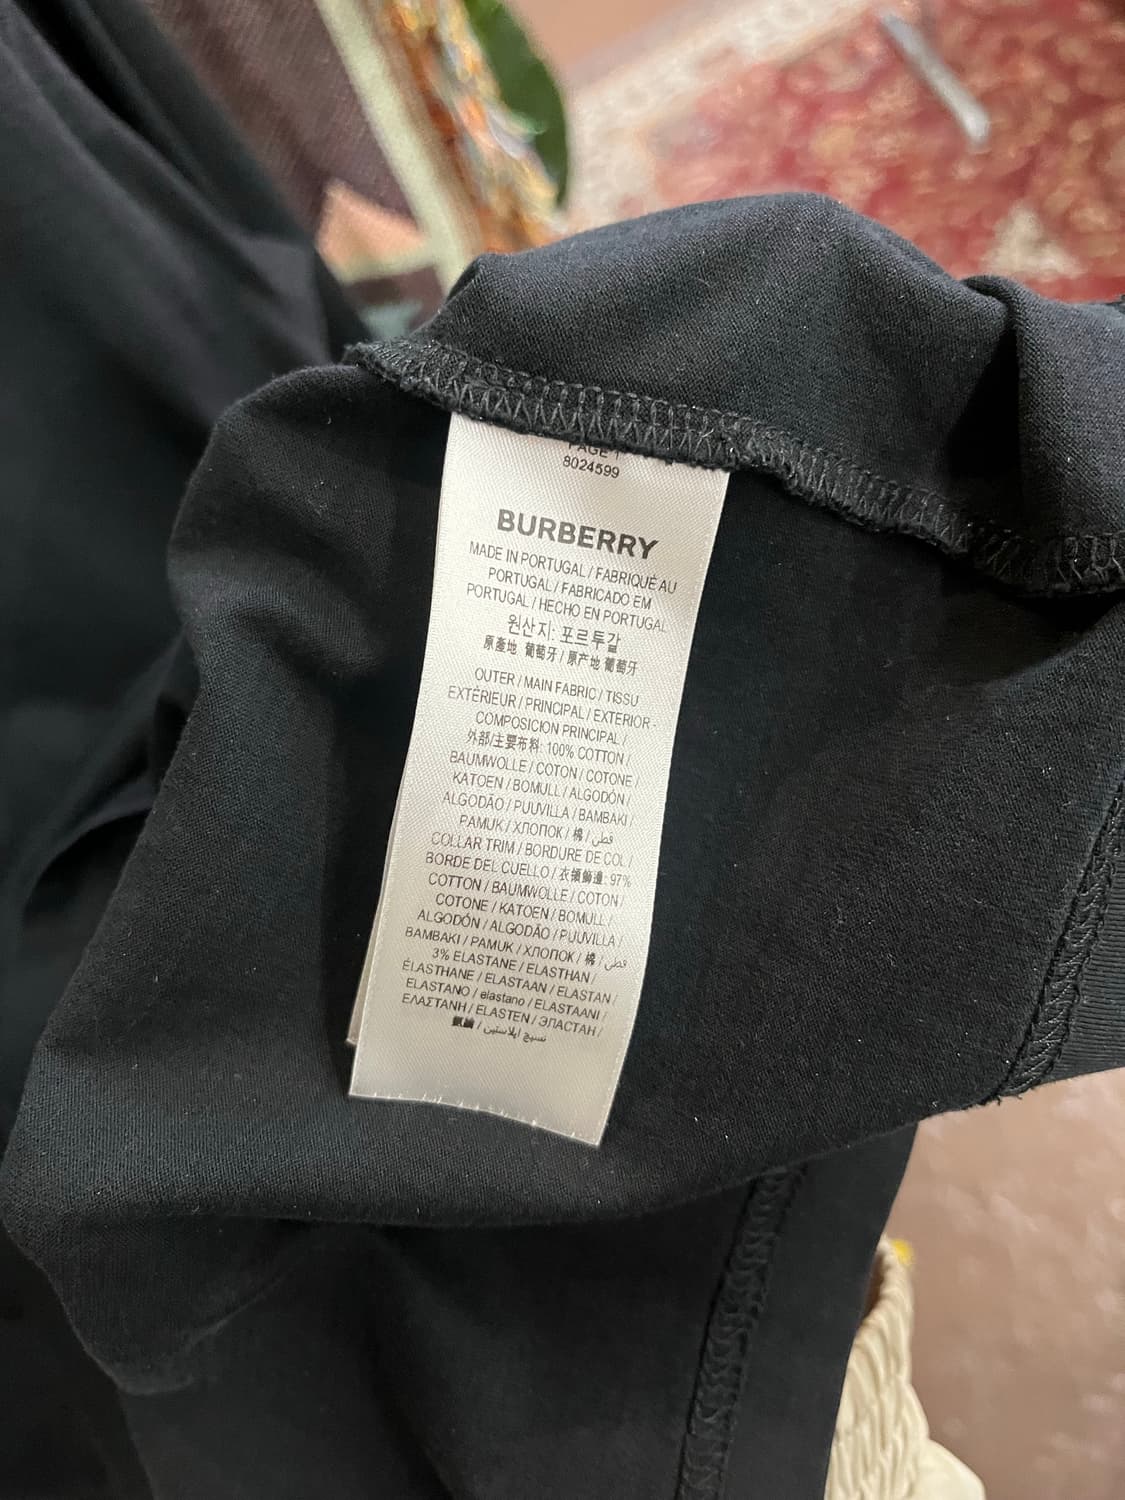 PAGE 1
8024599
BURBERRY
MADE IN PORTUGAL / FABRIQUÉ AU
PORTUGAL / FABRICADO EM
PORTUGAL / HECHO EN PORTUGAL
원산지: 포르투갈
原產地 葡萄牙 / 原产地 葡萄牙
OUTER / MAIN FABRIC / TISSU
EXTÉRIEUR / PRINCIPAL / EXTERIOR -
COMPOSICION PRINCIPAL /
外部/主要布料: 100% COTTON /
BAUMWOLLE / COTON / COTONE /
KATOEN / BOMULL / ALGODÓN /
ALGODÃO / PUUVILLA / BAMBAKI /
PAMUK / ХЛОПОК / 棉 / قطن
COLLAR TRIM / BORDURE DE COL /
BORDE DEL CUELLO / 衣領飾邊: 97%
COTTON / BAUMWOLLE / COTON /
COTONE / KATOEN / BOMULL /
ALGODÓN / ALGODÃO / PUUVILLA /
BAMBAKI / PAMUK / ХЛОПОК / 棉 / قطن
3% ELASTANE / ELASTHAN /
ÉLASTHANE / ELASTAAN / ELASTAN /
ELASTANO / elastano / ELASTAANI /
ΕΛΑΣΤΑΝΗ / ELASTEN / ЭЛАСТАН /
氨綸 / نسيج إيلاستين